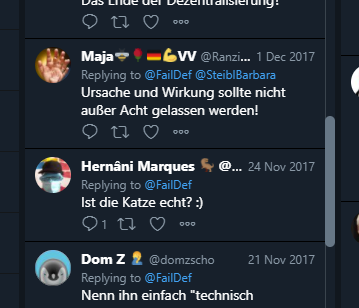 Das Ende der Dezentralisierung?
Maja🥗🌹🇩🇪💪VV @Ranzi... 1 Dec 2017
Replying to @FailDef @SteiblBarbara
Ursache und Wirkung sollte nicht
außer Acht gelassen werden!
Hernâni Marques 🐅 @... 24 Nov 2017
Replying to @FailDef
Ist die Katze echt? :)
1
Dom Z 🤦‍♂️ @domzscho 21 Nov 2017
Replying to @FailDef
Nenn ihn einfach "technisch